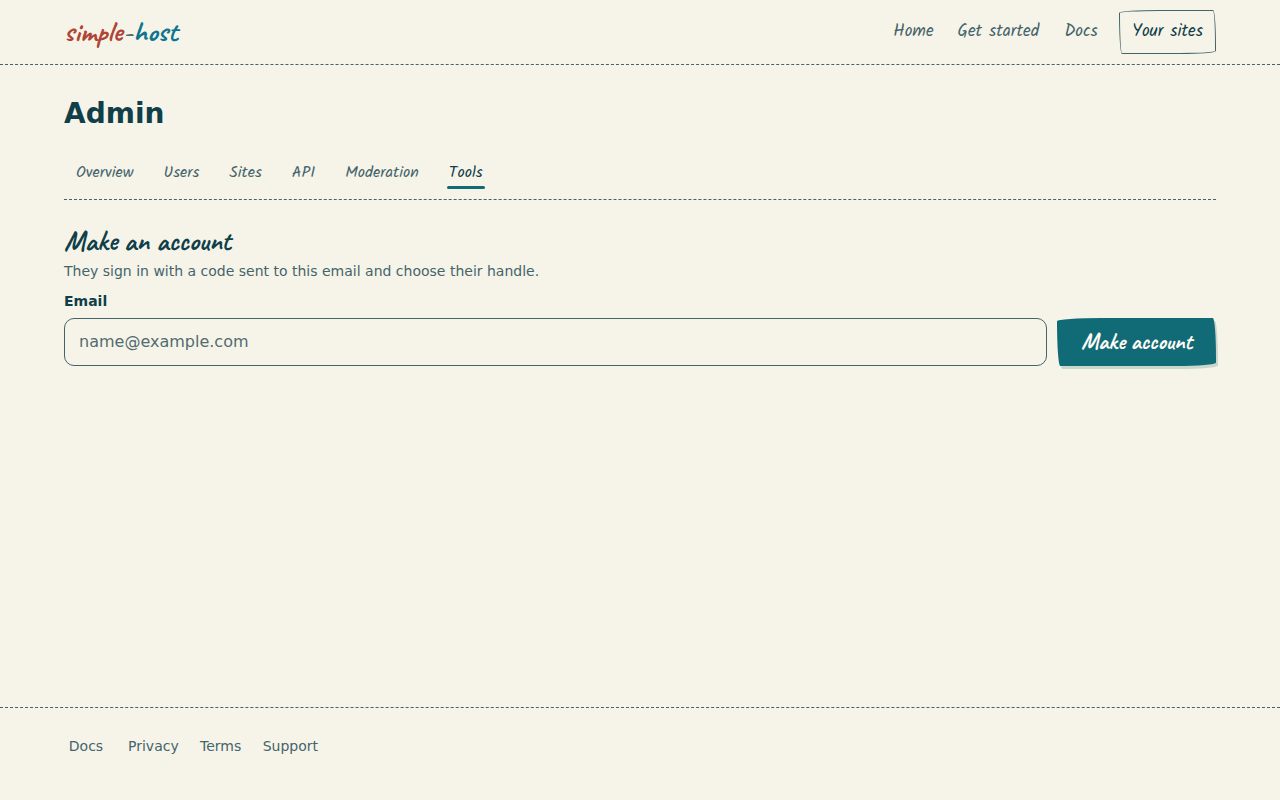 simple-host
Home Get started Docs Your sites
Admin
Overview Users Sites API Moderation Tools
Make an account
They sign in with a code sent to this email and choose their handle.
Email
name@example.com Make account
Docs Privacy Terms Support